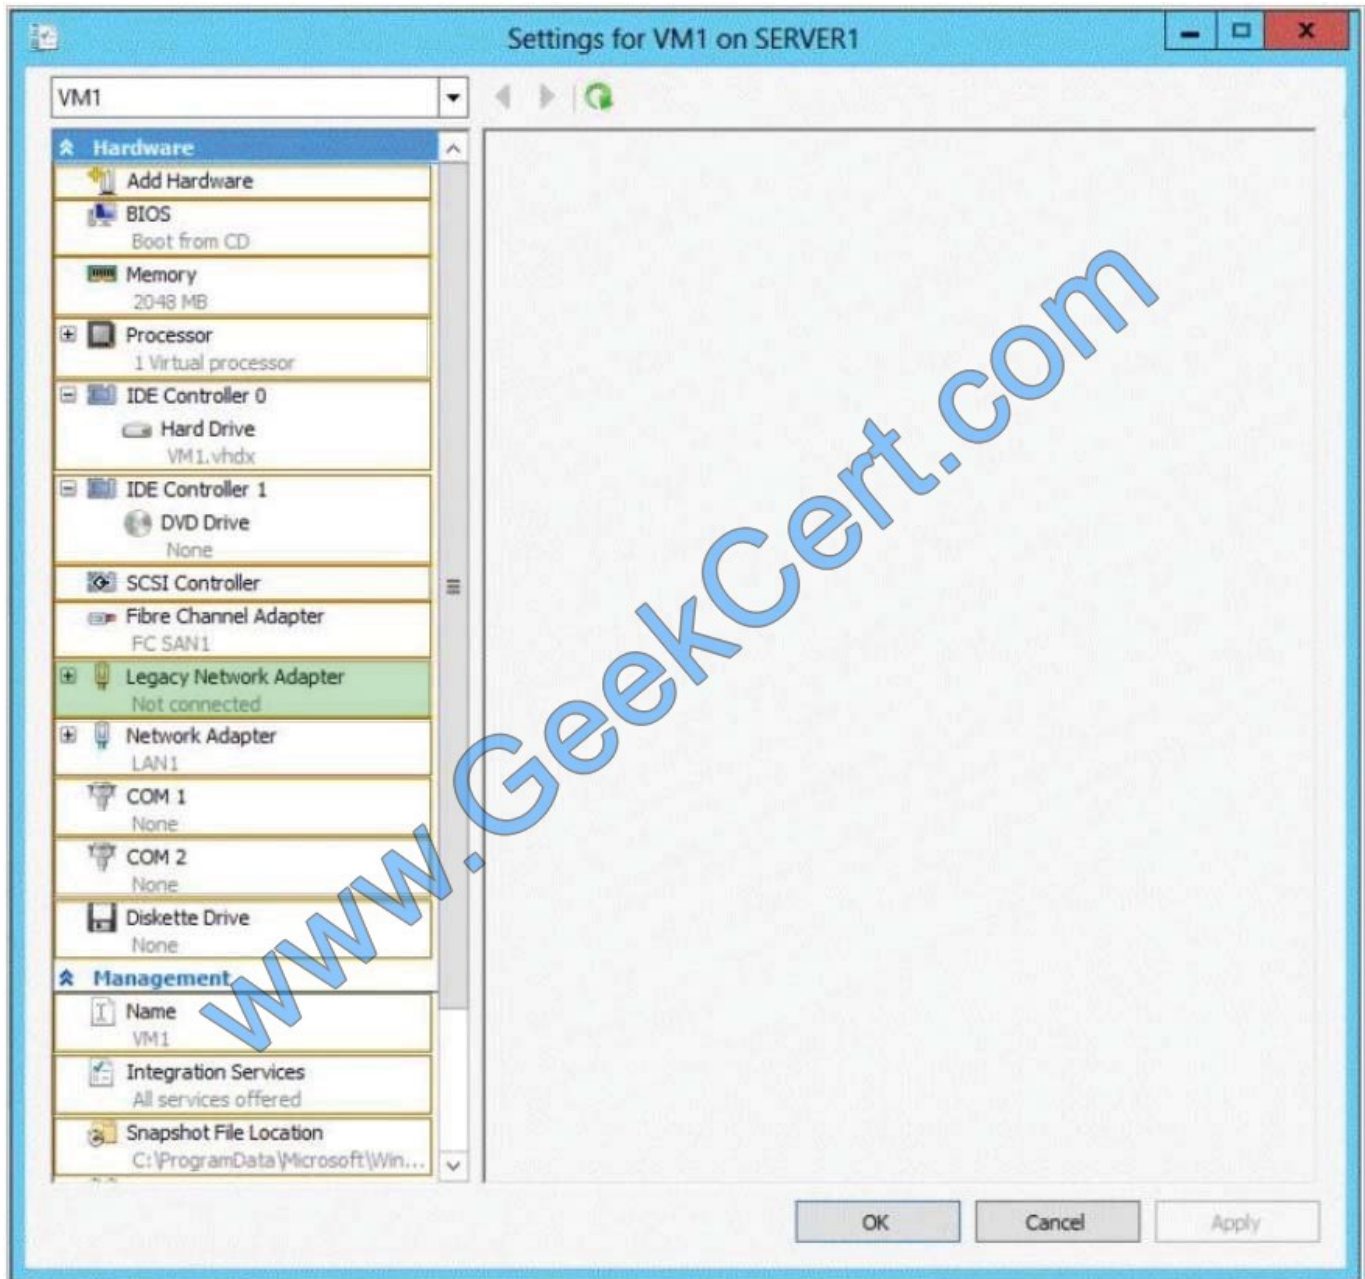 Settings for VM1 on SERVER1
VM1
Hardware
Add Hardware
BIOS
Boot from CD
Memory
2048 MB
Processor
1 Virtual processor
IDE Controller 0
Hard Drive
VM1.vhdx
IDE Controller 1
DVD Drive
None
SCSI Controller
Fibre Channel Adapter
FC SAN1
Legacy Network Adapter
Not connected
Network Adapter
LAN1
COM 1
None
COM 2
None
Diskette Drive
None
Management
Name
VM1
Integration Services
All services offered
Snapshot File Location
C:\ProgramData\Microsoft\Win...
www.GeekCert.com
OK Cancel Apply